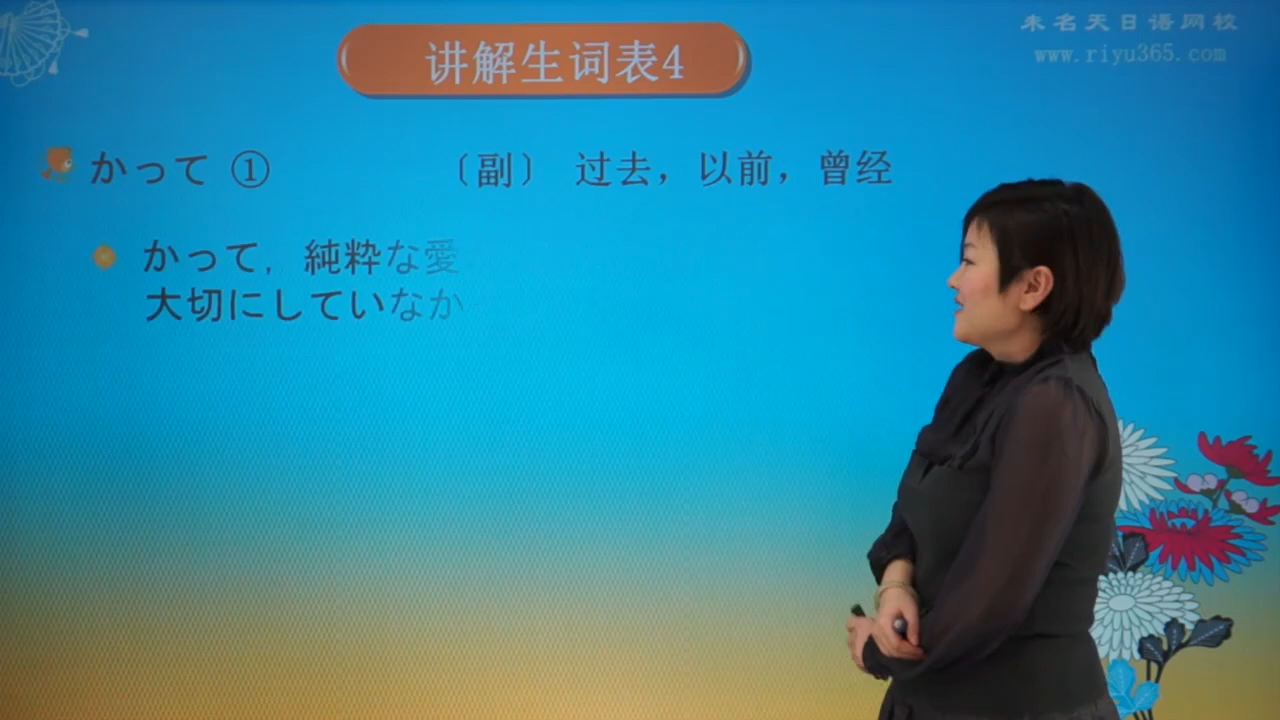 讲解生词表4
未名天日语网校
www.riyu365.com
かって ① 〔副〕 过去，以前，曾经
かって，純粋な愛
大切にしていなか